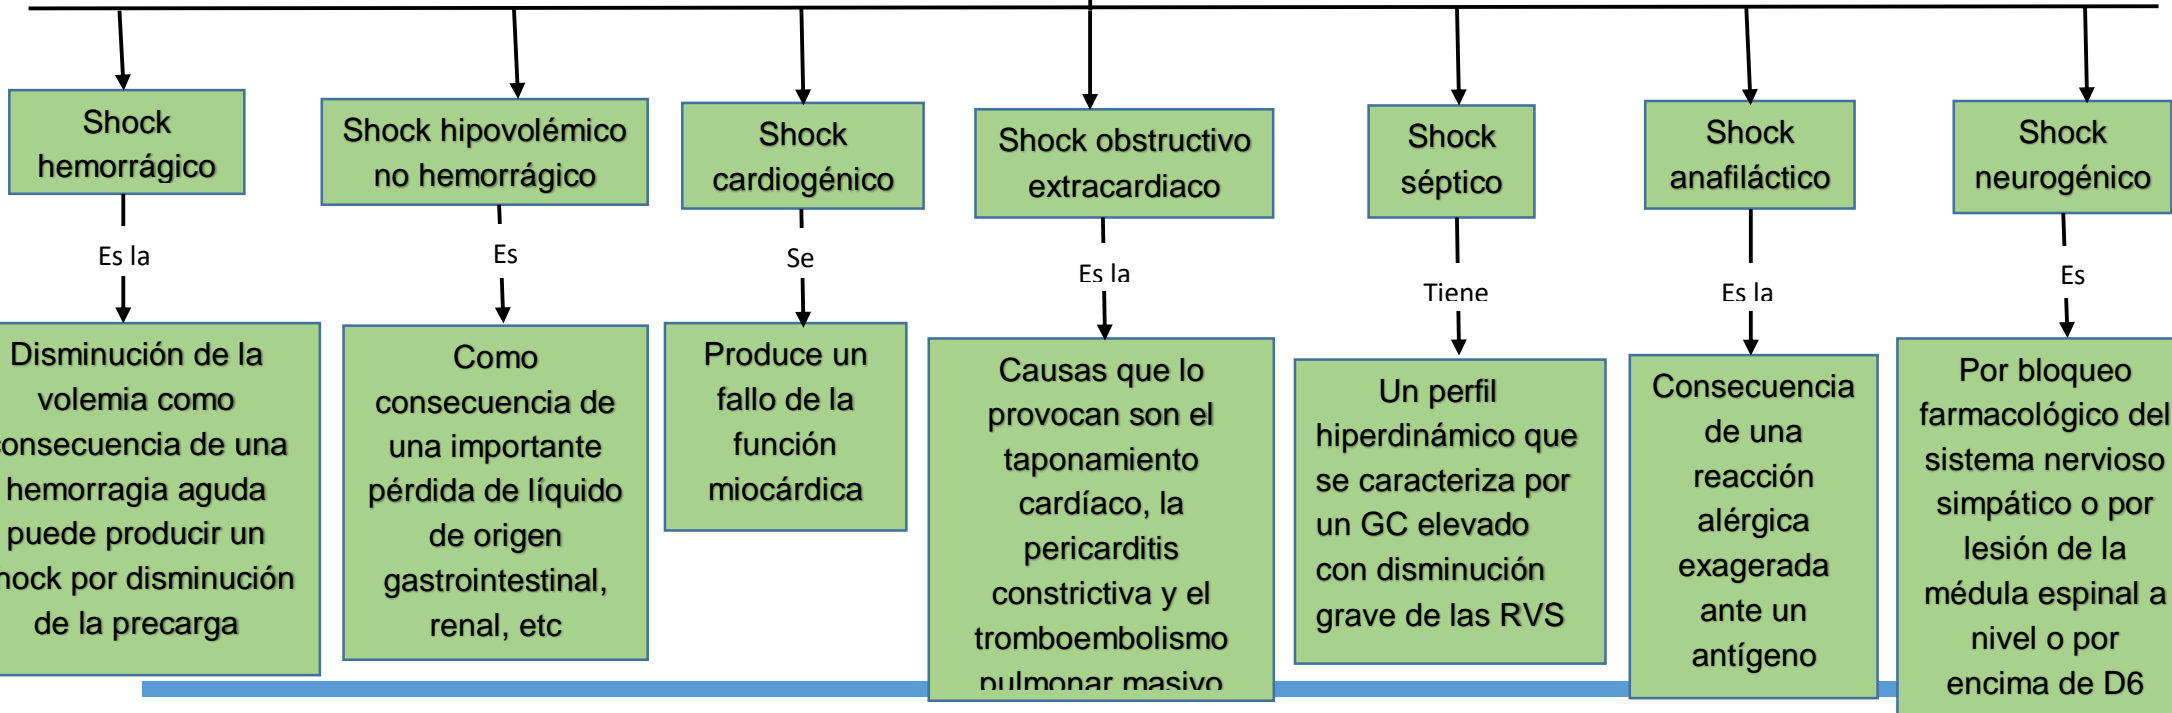 Shock
hemorrágico
Shock hipovolémico
no hemorrágico
Shock
cardiogénico
Shock obstructivo
extracardiaco
Shock
séptico
Shock
anafiláctico
Shock
neurogénico
Es la
Es
Se
Es la
Tiene
Es la
Es
Disminución de la
volemia como
consecuencia de una
hemorragia aguda
puede producir un
shock por disminución
de la precarga
Como
consecuencia de
una importante
pérdida de líquido
de origen
gastrointestinal,
renal, etc
Produce un
fallo de la
función
miocárdica
Causas que lo
provocan son el
taponamiento
cardíaco, la
pericarditis
constrictiva y el
tromboembolismo
pulmonar masivo
Un perfil
hiperdinámico que
se caracteriza por
un GC elevado
con disminución
grave de las RVS
Consecuencia
de una
reacción
alérgica
exagerada
ante un
antígeno
Por bloqueo
farmacológico del
sistema nervioso
simpático o por
lesión de la
médula espinal a
nivel o por
encima de D6